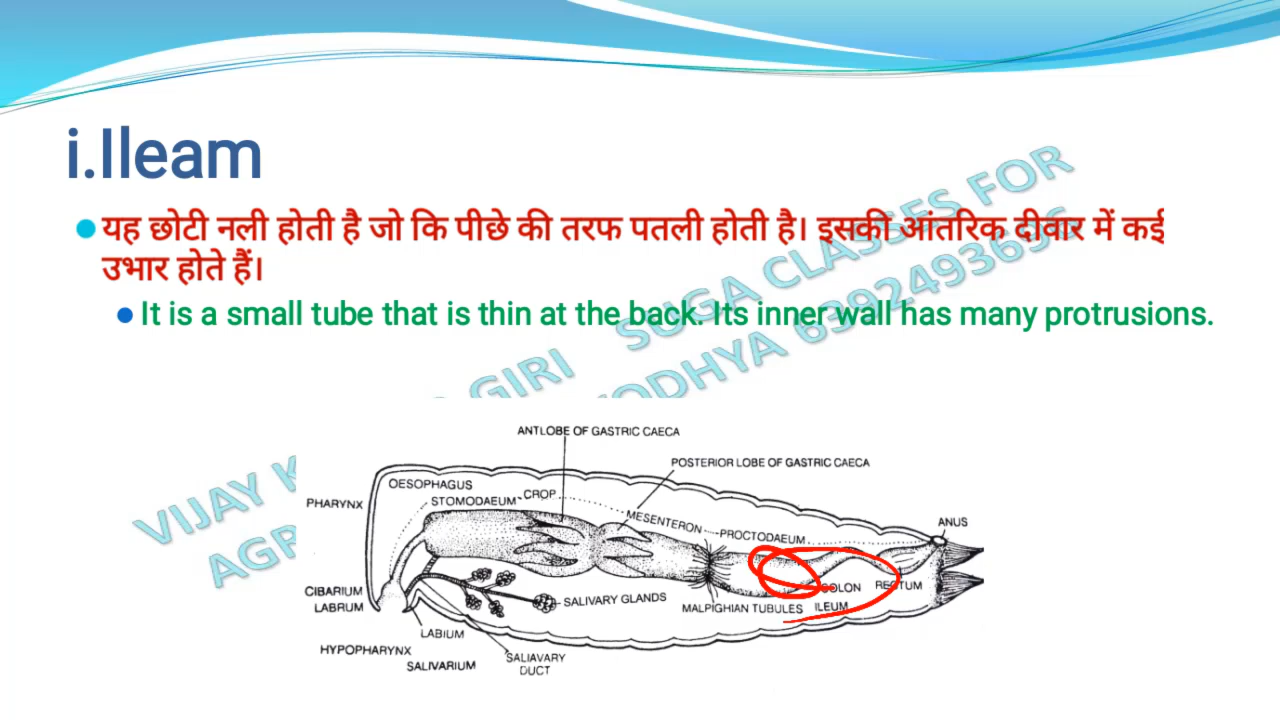 i.Ileam
यह छोटी नली होती है जो कि पीछे की तरफ पतली होती है। इसकी आंतरिक दीवार में कई
उभार होते हैं।
It is a small tube that is thin at the back. Its inner wall has many protrusions.
VIJAY GIRI SUGA CLASSES FOR
6392493696
ANTLOBE OF GASTRIC CAECA
POSTERIOR LOBE OF GASTRIC CAECA
OESOPHAGUS
STOMODAEUM
CROP
PHARYNX
MESENTERON
PROCTODAEUM
ANUS
CIBARIUM
LABRUM
SALIVARY GLANDS
COLON
RECTUM
MALPIGHIAN TUBULES
ILEUM
LABIUM
HYPOPHARYNX
SALIVARIUM
SALIAVARY
DUCT